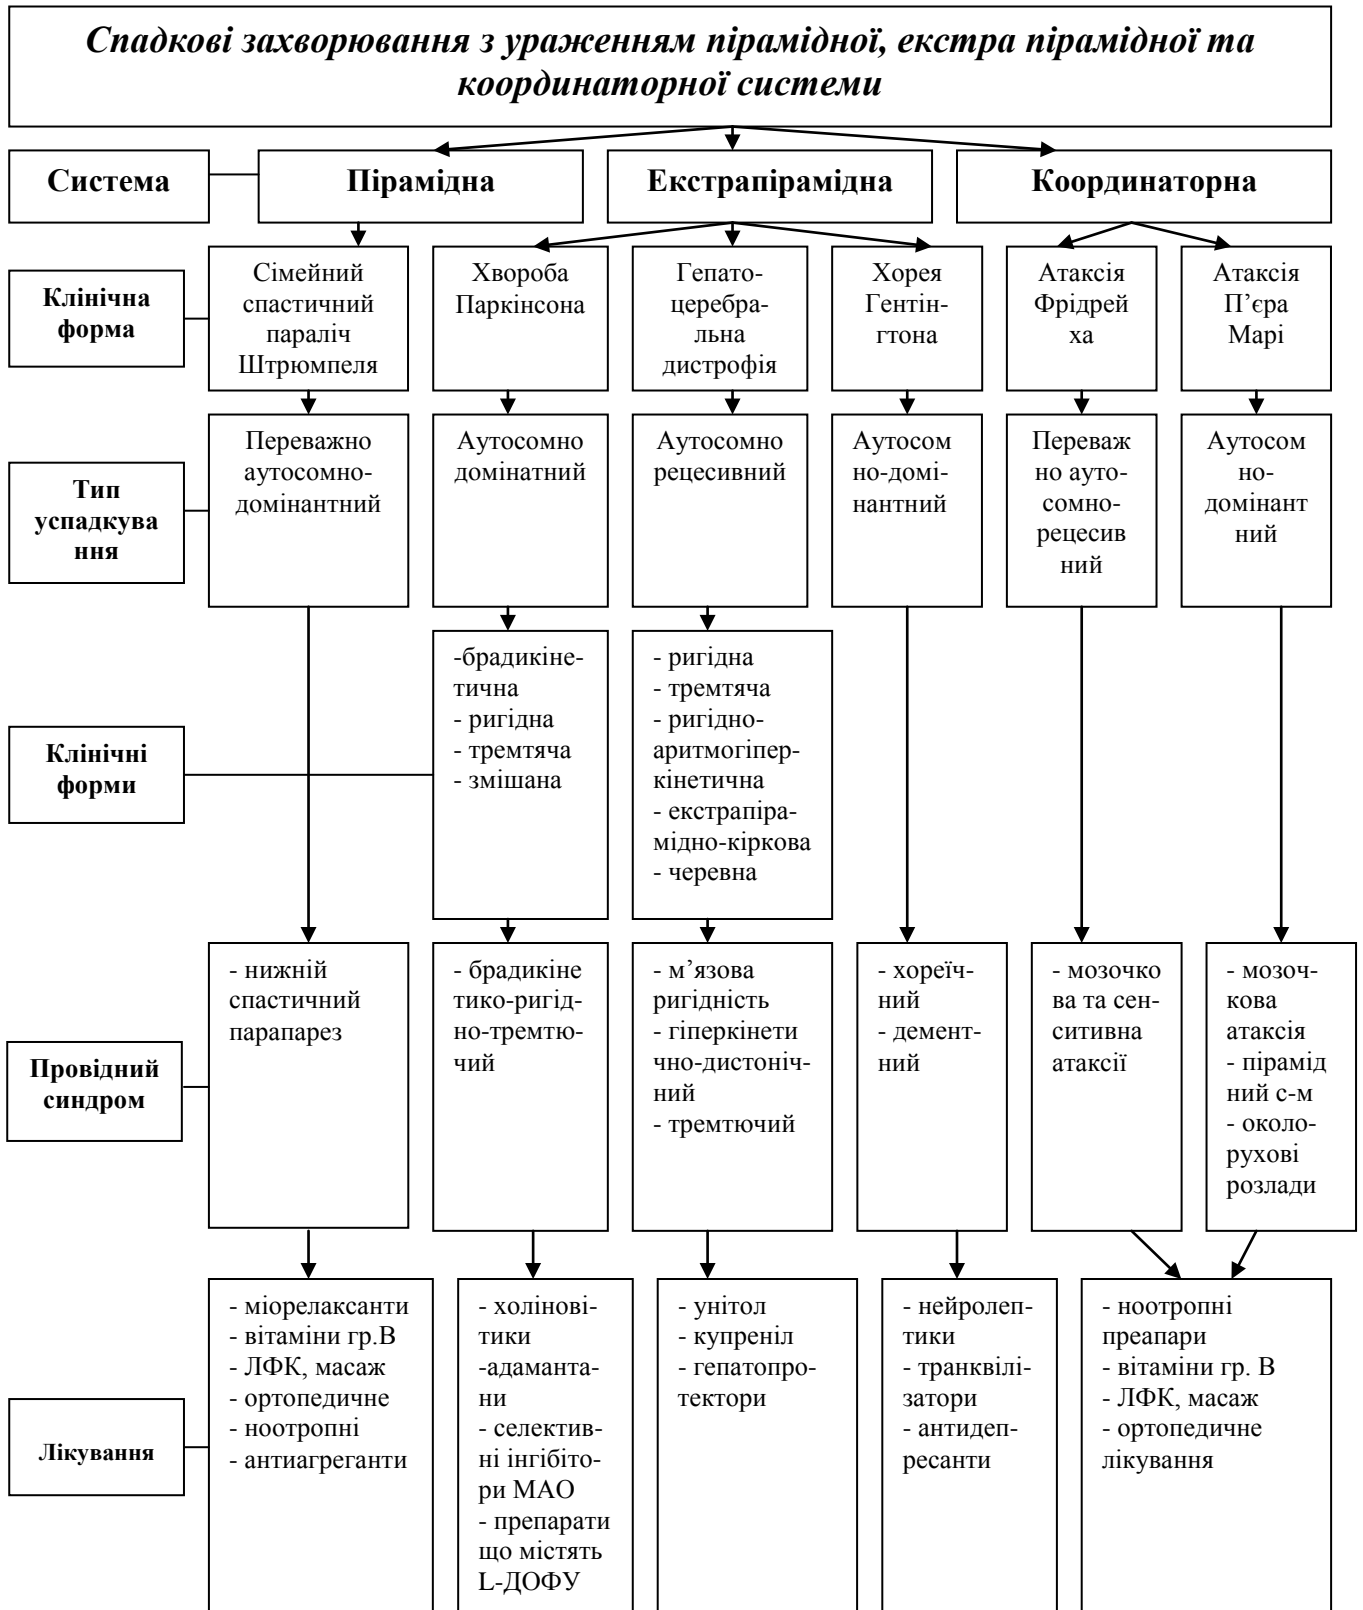 Спадкові захворювання з ураженням пірамідної, екстра пірамідної та
координаторної системи
Система
Пірамідна
Екстрапірамідна
Координаторна
Клінічна
форма
Сімейний
спастичний
параліч
Штрюмпеля
Хвороба
Паркінсона
Гепато-
церебра-
льна
дистрофія
Хорея
Гентін-
гтона
Атаксія
Фрідрей
ха
Атаксія
П’єра
Марі
Тип
успадкува
ння
Переважно
аутосомно-
домінантний
Аутосомно
домінатний
Аутосомно
рецесивний
Аутосом
но-домі-
нантний
Переваж
но ауто-
сомно-
рецесив
ний
Аутосом
но-
домінант
ний
Клінічні
форми
-брадикіне-
тична
- ригідна
- тремтяча
- змішана
- ригідна
- тремтяча
- ригідно-
аритмогіпер-
кінетична
- екстрапіра-
мідно-кіркова
- черевна
Провідний
синдром
- нижній
спастичний
парапарез
- брадикіне
тико-ригід-
но-тремтю-
чий
- м’язова
ригідність
- гіперкінети
чно-дистоніч-
ний
- тремтючий
- хореїч-
ний
- демент-
ний
- мозочко
ва та сен-
ситивна
атаксії
- мозоч-
кова
атаксія
- пірамід
ний с-м
- около-
рухові
розлади
Лікування
- міорелаксанти
- вітаміни гр.В
- ЛФК, масаж
- ортопедичне
- ноотропні
- антиагреганти
- холінові-
тики
-адаманта-
ни
- селектив-
ні інгібіто-
ри МАО
- препарати
що містять
L-ДОФУ
- унітол
- купреніл
- гепатопро-
тектори
- нейролеп-
тики
- транквілі-
затори
- антидеп-
ресанти
- ноотропні
преапари
- вітаміни гр. В
- ЛФК, масаж
- ортопедичне
лікування